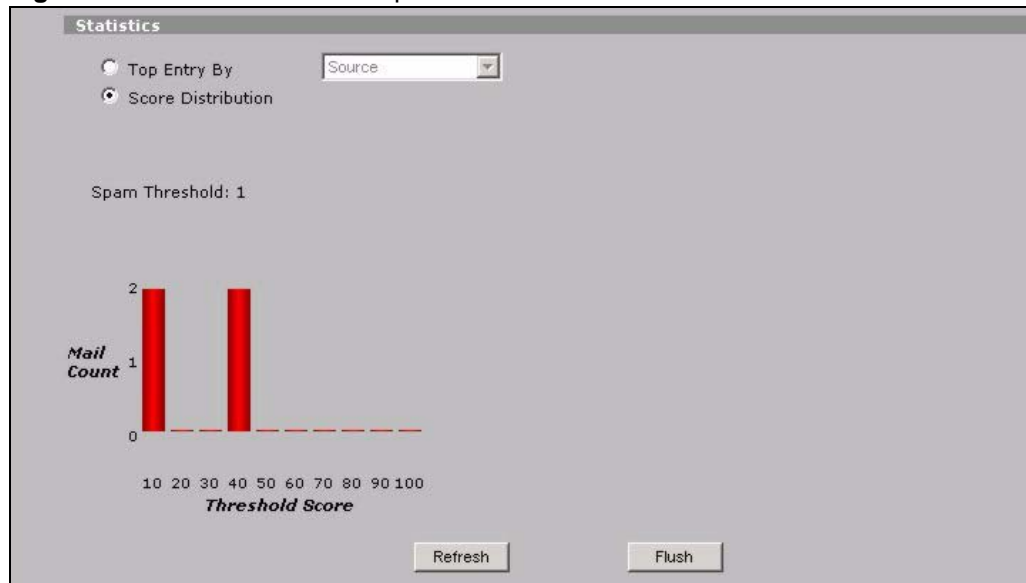 Statistics
Top Entry By Source
Score Distribution
Spam Threshold: 1
2
Mail
Count
1
0
10 20 30 40 50 60 70 80 90 100
Threshold Score
Refresh Flush